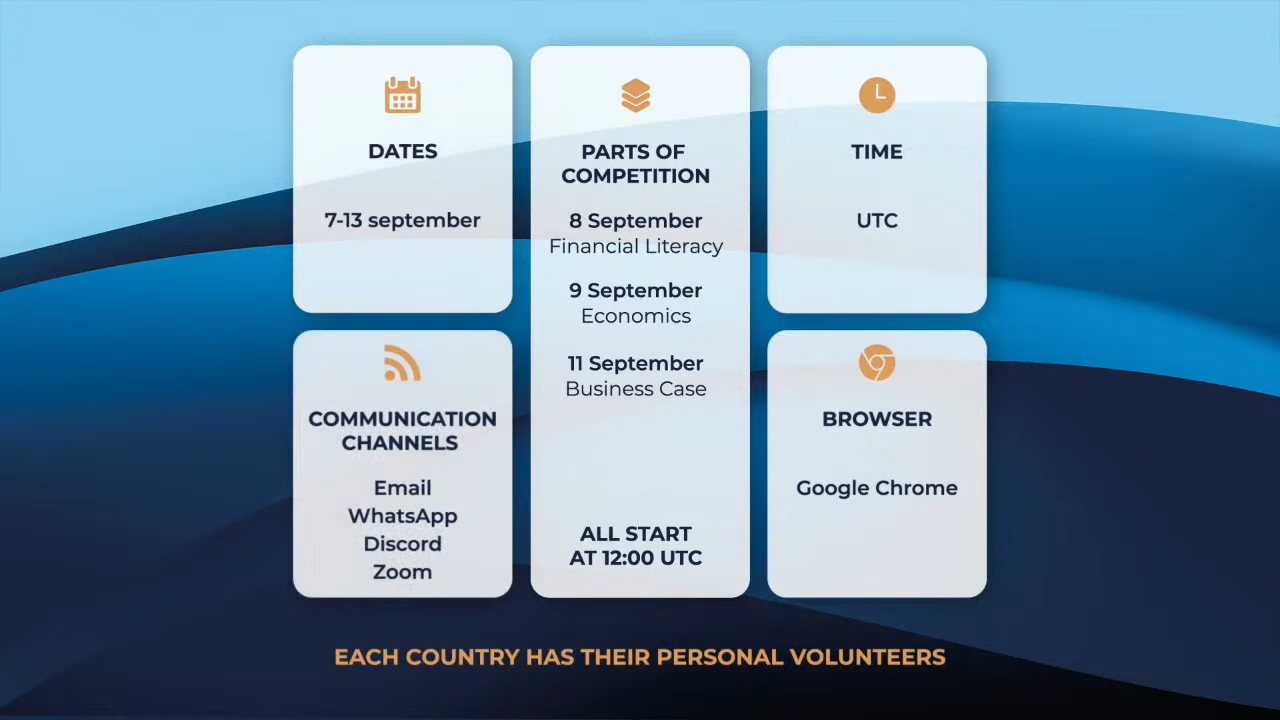 DATES
7-13 september
PARTS OF
COMPETITION
8 September
Financial Literacy
9 September
Economics
11 September
Business Case
ALL START
AT 12:00 UTC
TIME
UTC
COMMUNICATION
CHANNELS
Email
WhatsApp
Discord
Zoom
BROWSER
Google Chrome
EACH COUNTRY HAS THEIR PERSONAL VOLUNTEERS